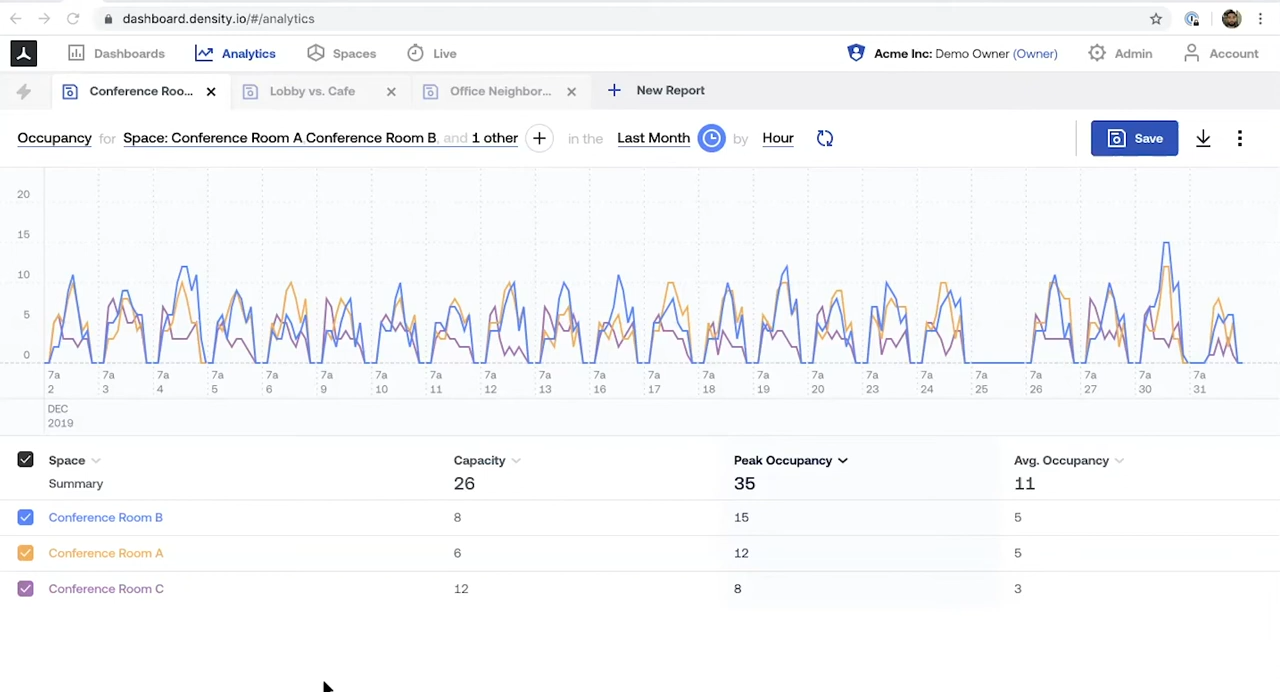 dashboard.density.io/#/analytics
Dashboards Analytics Spaces Live Acme Inc: Demo Owner (Owner) Admin Account
Conference Roo... Lobby vs. Cafe Office Neighbor... New Report
Occupancy for Space: Conference Room A Conference Room B, and 1 other in the Last Month by Hour Save
20
15
10
5
0
7a 7a 7a 7a 7a 7a 7a 7a 7a 7a 7a 7a 7a 7a 7a 7a 7a 7a 7a 7a 7a 7a
2 3 4 5 6 9 10 11 12 13 16 17 18 19 20 23 24 25 26 27 30 31
DEC
2019
Space Capacity Peak Occupancy Avg. Occupancy
Summary 26 35 11
Conference Room B 8 15 5
Conference Room A 6 12 5
Conference Room C 12 8 3